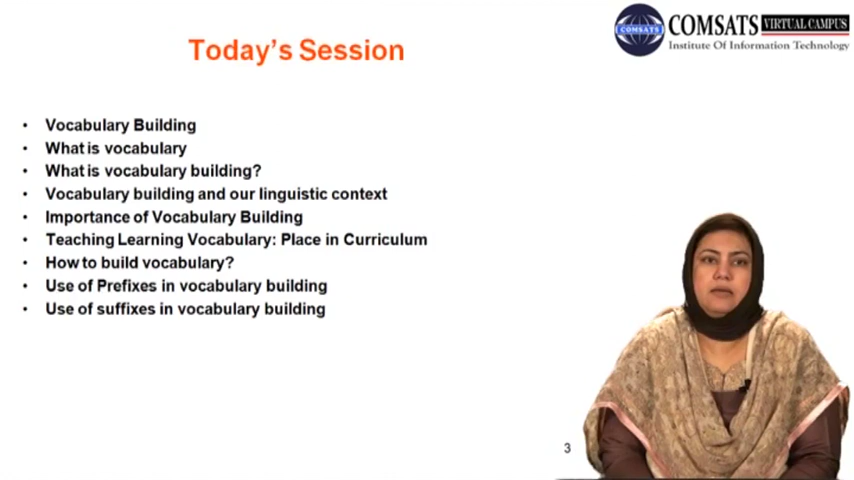 COMSATS VIRTUAL CAMPUS
COMSATS
Institute Of Information Technology
Today's Session
• Vocabulary Building
• What is vocabulary
• What is vocabulary building?
• Vocabulary building and our linguistic context
• Importance of Vocabulary Building
• Teaching Learning Vocabulary: Place in Curriculum
• How to build vocabulary?
• Use of Prefixes in vocabulary building
• Use of suffixes in vocabulary building
3